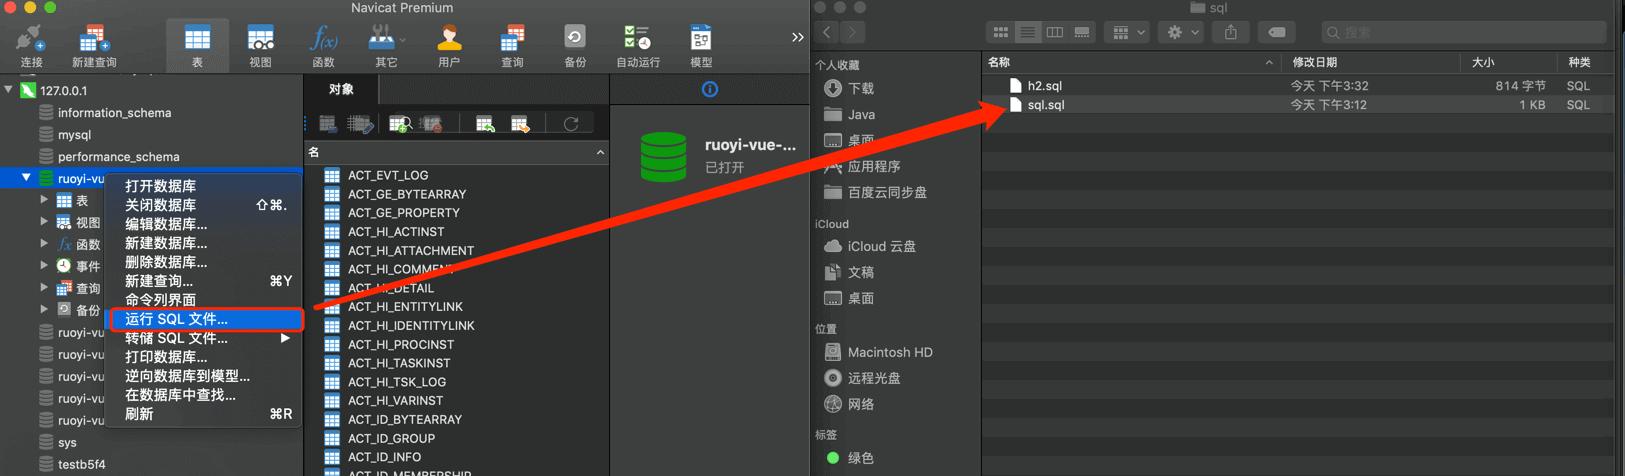 Navicat Premium
连接
新建查询
表
视图
函数
其它
用户
查询
备份
自动运行
模型
127.0.0.1
information_schema
mysql
performance_schema
ruoyi-vu
表
视图
函数
事件
查询
备份
ruoyi-vu
ruoyi-vu
ruoyi-vu
ruoyi-vu
ruoyi-vu
sys
testb5f4
打开数据库
关闭数据库 ⇧⌘.
编辑数据库...
新建数据库...
删除数据库...
新建查询... ⌘Y
命令列界面
运行 SQL 文件...
转储 SQL 文件...
打印数据库...
逆向数据库到模型...
在数据库中查找...
刷新 ⌘R
对象
名
ACT_EVT_LOG
ACT_GE_BYTEARRAY
ACT_GE_PROPERTY
ACT_HI_ACTINST
ACT_HI_ATTACHMENT
ACT_HI_COMMENT
ACT_HI_DETAIL
ACT_HI_ENTITYLINK
ACT_HI_IDENTITYLINK
ACT_HI_PROCINST
ACT_HI_TASKINST
ACT_HI_TSK_LOG
ACT_HI_VARINST
ACT_ID_BYTEARRAY
ACT_ID_GROUP
ACT_ID_INFO
ACT_ID_MEMBERSHIP
ruoyi-vue-...
已打开
sql
搜索
个人收藏
下载
Java
桌面
应用程序
百度云同步盘
iCloud
iCloud 云盘
文稿
桌面
位置
Macintosh HD
远程光盘
网络
标签
绿色
名称 修改日期 大小 种类
h2.sql 今天 下午3:32 814 字节 SQL
sql.sql 今天 下午3:12 1 KB SQL